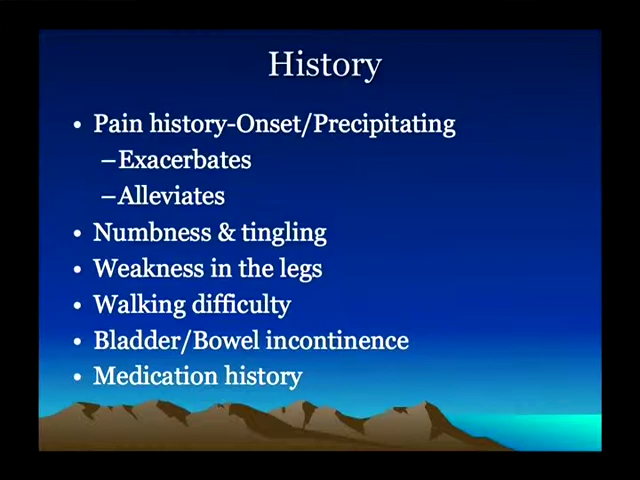 History
• Pain history-Onset/Precipitating
–Exacerbates
–Alleviates
• Numbness & tingling
• Weakness in the legs
• Walking difficulty
• Bladder/Bowel incontinence
• Medication history